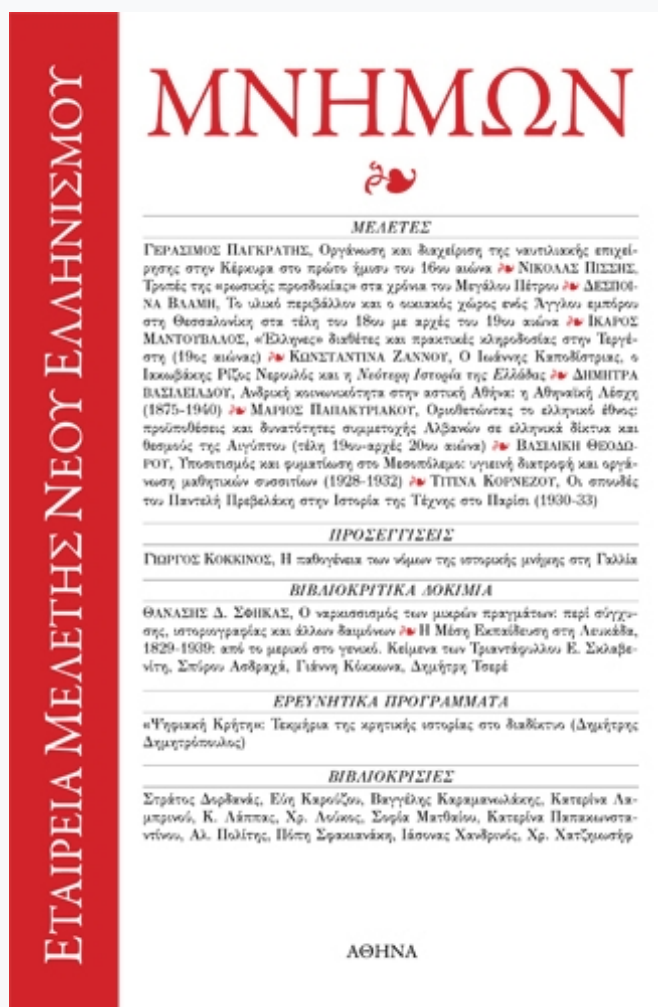 ΕΤΑΙΡΕΙΑ ΜΕΛΕΤΗΣ ΝΕΟΥ ΕΛΛΗΝΙΣΜΟΥ
ΜΝΗΜΩΝ
ΜΕΛΕΤΕΣ
ΓΕΡΑΣΙΜΟΣ ΠΑΓΚΡΑΤΗΣ, Οργάνωση και διαχείριση της ναυτιλιακής επιχεί-
ρησης στην Κέρκυρα στο πρώτο ήμισυ του 16ου αιώνα ΝΙΚΟΛΑΣ ΠΙΣΣΗΣ,
Τροπές της «ρωσικής προσδοκίας» στα χρόνια του Μεγάλου Πέτρου ΔΕΣΠΟΙ-
ΝΑ ΒΛΑΜΗ, Το υλικό περιβάλλον και ο οικιακός χώρος ενός Άγγλου εμπόρου
στη Θεσσαλονίκη στα τέλη του 18ου με αρχές του 19ου αιώνα ΙΚΑΡΟΣ
ΜΑΝΤΟΥΒΑΛΟΣ, «Έλληνες» διαθέτες και πρακτικές κληροδοσίας στην Τεργέ-
στη (19ος αιώνας) ΚΩΝΣΤΑΝΤΙΝΑ ΖΑΝΝΟΥ, Ο Ιωάννης Καποδίστριας, ο
Ιακωβάκης Ρίζος Νερουλός και η Νεότερη Ιστορία της Ελλάδας ΔΗΜΗΤΡΑ
ΒΑΣΙΛΕΙΑΔΟΥ, Ανδρική κοινωνικότητα στην αστική Αθήνα: η Αθηναϊκή Λέσχη
(1875-1940) ΜΑΡΙΟΣ ΠΑΠΑΚΥΡΙΑΚΟΥ, Οριοθετώντας το ελληνικό έθνος:
προϋποθέσεις και δυνατότητες συμμετοχής Αλβανών σε ελληνικά δίκτυα και
θεσμούς της Αιγύπτου (τέλη 19ου-αρχές 20ου αιώνα) ΒΑΣΙΛΙΚΗ ΘΕΟΔΩ-
ΡΟΥ, Υποσιτισμός και φυματίωση στο Μεσοπόλεμο: υγιεινή διατροφή και οργά-
νωση μαθητικών συσσιτίων (1928-1932) ΤΙΤΙΝΑ ΚΟΡΝΕΖΟΥ, Οι σπουδές
του Παντελή Πρεβελάκη στην Ιστορία της Τέχνης στο Παρίσι (1930-33)
ΠΡΟΣΕΓΓΙΣΕΙΣ
ΓΙΩΡΓΟΣ ΚΟΚΚΙΝΟΣ, Η παθογένεια των νόμων της ιστορικής μνήμης στη Γαλλία
ΒΙΒΛΙΟΚΡΙΤΙΚΑ ΔΟΚΙΜΙΑ
ΘΑΝΑΣΗΣ Δ. ΣΦΗΚΑΣ, Ο ναρκισσισμός των μικρών πραγμάτων: περί σύγχυ-
σης, ιστοριογραφίας και άλλων δαιμόνων Η Μέση Εκπαίδευση στη Λευκάδα,
1829-1939: από το μερικό στο γενικό. Κείμενα των Τριαντάφυλλου Ε. Σκλαβε-
νίτη, Σπύρου Ασδραχά, Γιάννη Κόκκωνα, Δημήτρη Τσερέ
ΕΡΕΥΝΗΤΙΚΑ ΠΡΟΓΡΑΜΜΑΤΑ
«Ψηφιακή Κρήτη»: Τεκμήρια της κρητικής ιστορίας στο διαδίκτυο (Δημήτρης
Δημητρόπουλος)
ΒΙΒΛΙΟΚΡΙΣΙΕΣ
Στράτος Δορδανάς, Εύη Καρούζου, Βαγγέλης Καραμανωλάκης, Κατερίνα Λα-
μπρινού, Κ. Λάππας, Χρ. Λούκος, Σοφία Ματθαίου, Κατερίνα Παπακωνστα-
ντίνου, Αλ. Πολίτης, Πόπη Σφακιανάκη, Ιάσονας Χανδρινός, Χρ. Χατζηιωσήφ
ΑΘΗΝΑ